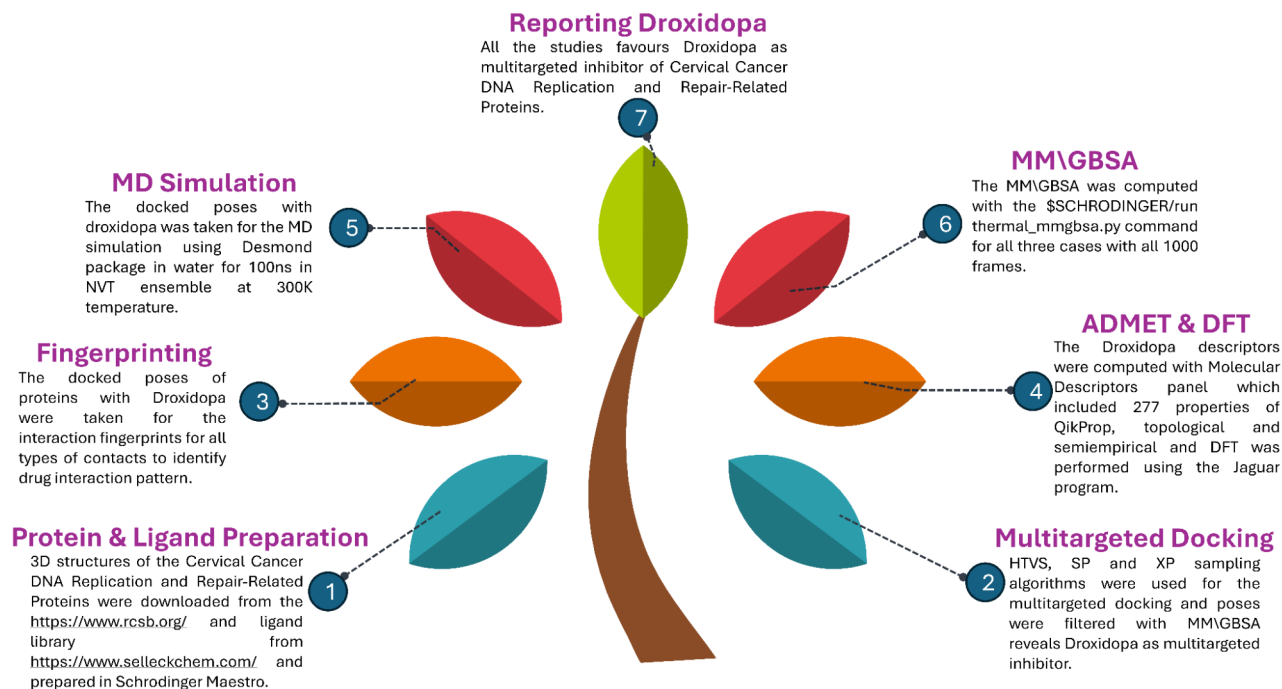 Reporting Droxidopa
All the studies favours Droxidopa as
multitargeted inhibitor of Cervical Cancer
DNA Replication and Repair-Related
Proteins.
7
MD Simulation
The docked poses with
droxidopa was taken for the MD
simulation using Desmond
package in water for 100ns in
NVT ensemble at 300K
temperature.
5
MM\GBSA
The MM\GBSA was computed
with the $SCHRODINGER/run
thermal_mmgbsa.py command
for all three cases with all 1000
frames.
6
Fingerprinting
The docked poses of
proteins with Droxidopa
were taken for the
interaction fingerprints for all
types of contacts to identify
drug interaction pattern.
3
ADMET & DFT
The Droxidopa descriptors
were computed with Molecular
Descriptors panel which
included 277 properties of
QikProp, topological and
semiempirical and DFT was
performed using the Jaguar
program.
4
Protein & Ligand Preparation
3D structures of the Cervical Cancer
DNA Replication and Repair-Related
Proteins were downloaded from the
https://www.rcsb.org/ and ligand
library from
https://www.selleckchem.com/ and
prepared in Schrodinger Maestro.
1
Multitargeted Docking
HTVS, SP and XP sampling
algorithms were used for the
multitargeted docking and poses
were filtered with MM\GBSA
reveals Droxidopa as multitargeted
inhibitor.
2